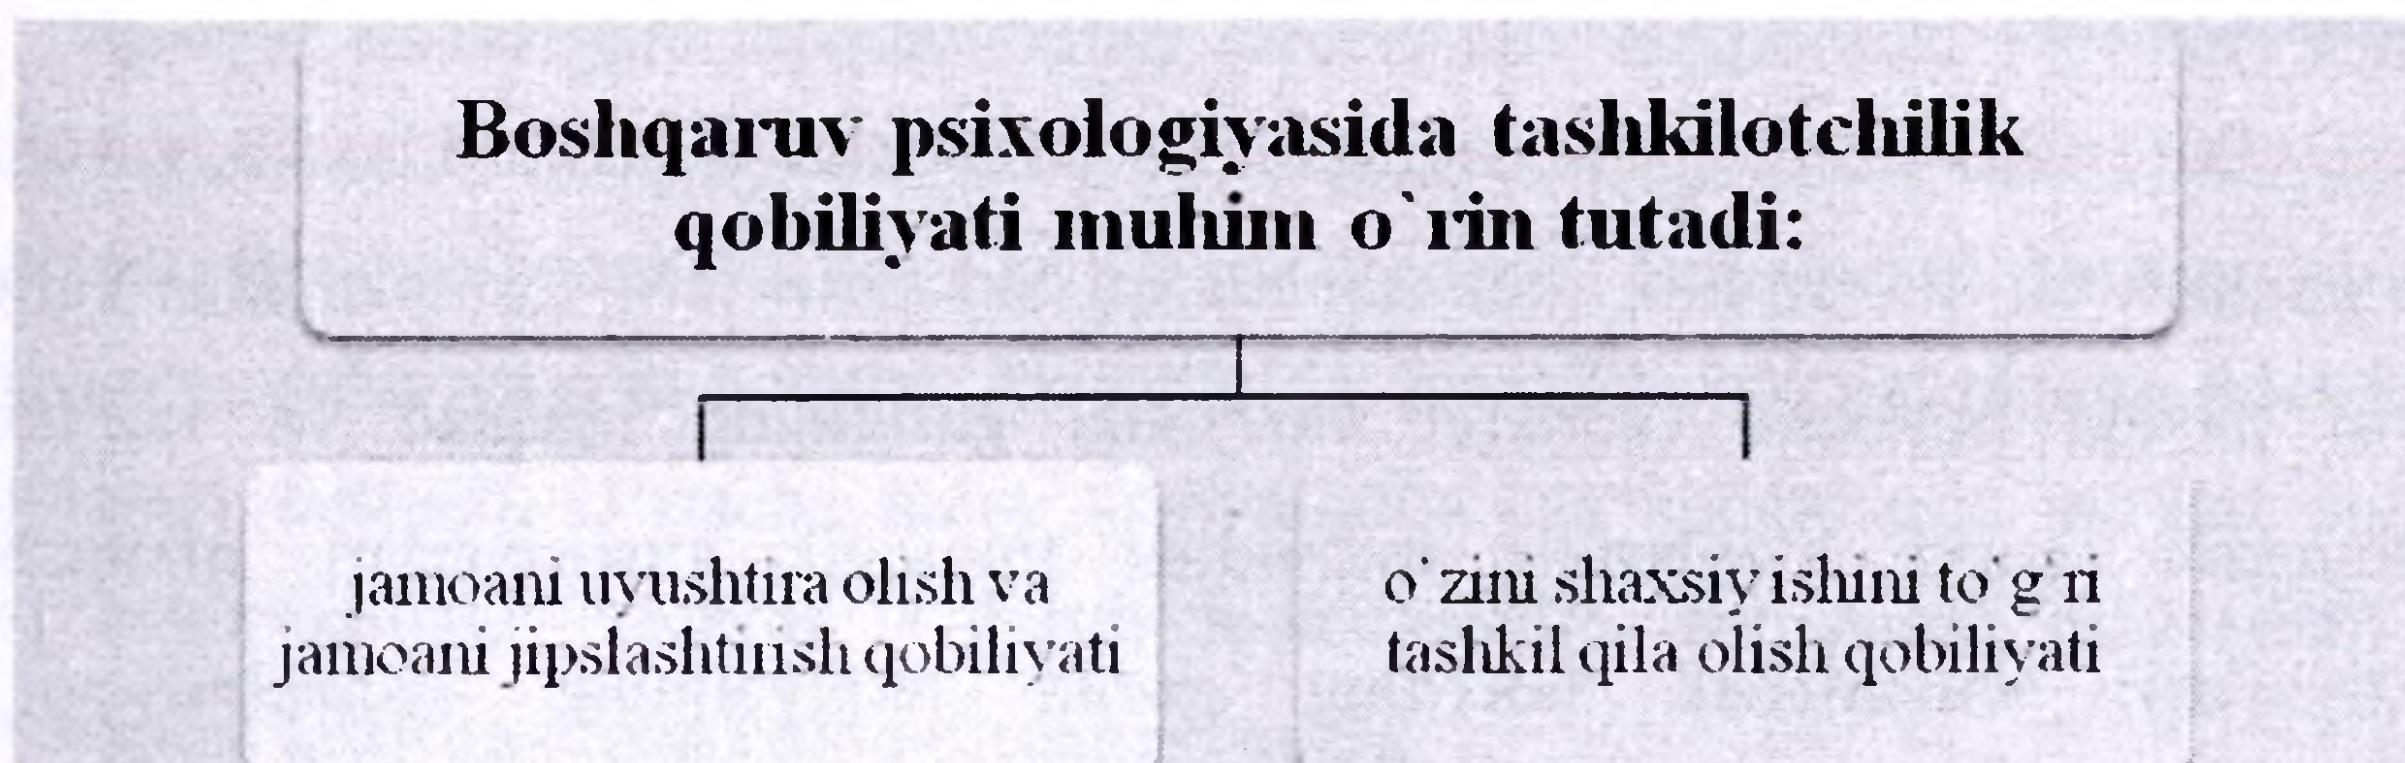 Boshqaruv psixologiyasida tashkilotchilik
qobiliyati muhim o`rin tutadi:
jamoani uyushtira olish va
jamoani jipslashtirish qobiliyati
o`zini shaxsiy ishini to`g`ri
tashkil qila olish qobiliyati